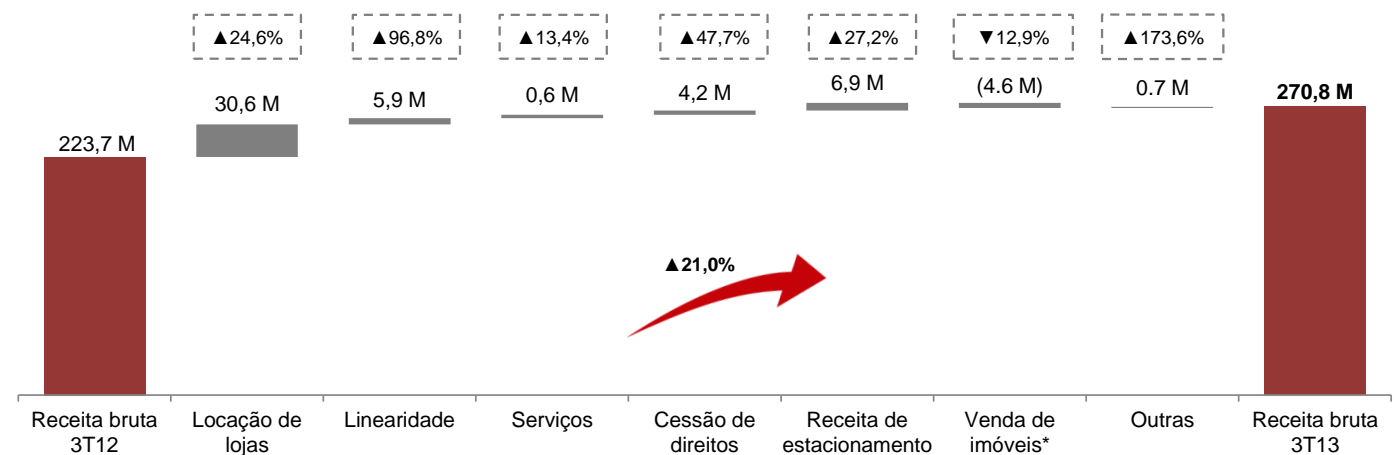 ▲24,6%
▲96,8%
▲13,4%
▲47,7%
▲27,2%
▼12,9%
▲173,6%
223,7 M
30,6 M
5,9 M
0,6 M
4,2 M
6,9 M
(4.6 M)
0.7 M
270,8 M
▲21,0%
Receita bruta
3T12
Locação de
lojas
Linearidade
Serviços
Cessão de
direitos
Receita de
estacionamento
Venda de
imóveis*
Outras
Receita bruta
3T13